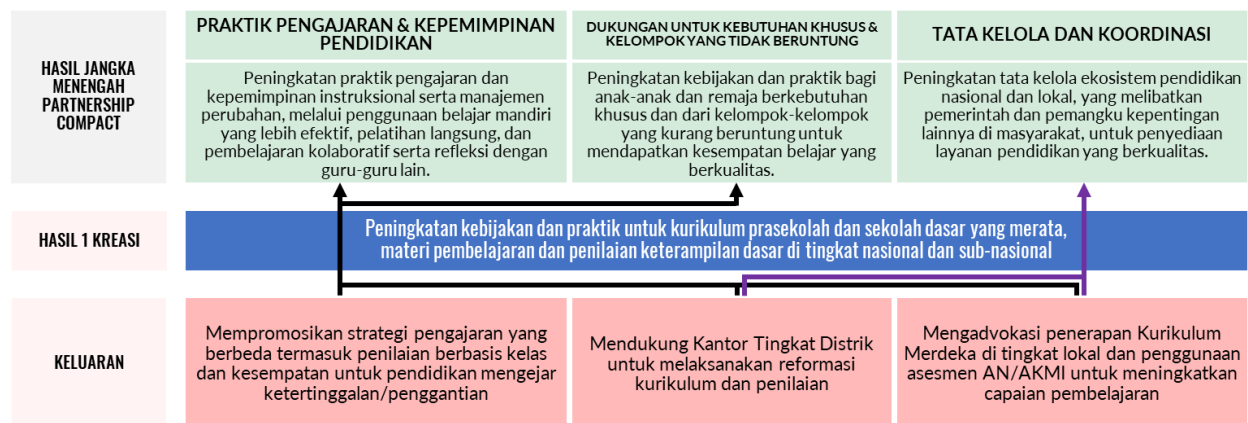 HASIL JANGKA
MENENGAH
PARTNERSHIP
COMPACT
PRAKTIK PENGAJARAN & KEPEMIMPINAN
PENDIDIKAN
Peningkatan praktik pengajaran dan
kepemimpinan instruksional serta manajemen
perubahan, melalui penggunaan belajar mandiri
yang lebih efektif, pelatihan langsung, dan
pembelajaran kolaboratif serta refleksi dengan
guru-guru lain.
DUKUNGAN UNTUK KEBUTUHAN KHUSUS &
KELOMPOK YANG TIDAK BERUNTUNG
Peningkatan kebijakan dan praktik bagi
anak-anak dan remaja berkebutuhan
khusus dan dari kelompok-kelompok
yang kurang beruntung untuk
mendapatkan kesempatan belajar yang
berkualitas.
TATA KELOLA DAN KOORDINASI
Peningkatan tata kelola ekosistem pendidikan
nasional dan lokal, yang melibatkan
pemerintah dan pemangku kepentingan
lainnya di masyarakat, untuk penyediaan
layanan pendidikan yang berkualitas.
HASIL 1 KREASI
Peningkatan kebijakan dan praktik untuk kurikulum prasekolah dan sekolah dasar yang merata,
materi pembelajaran dan penilaian keterampilan dasar di tingkat nasional dan sub-nasional
KELUARAN
Mempromosikan strategi pengajaran yang
berbeda termasuk penilaian berbasis kelas
dan kesempatan untuk pendidikan mengejar
ketertinggalan/penggantian
Mendukung Kantor Tingkat Distrik
untuk melaksanakan reformasi
kurikulum dan penilaian
Mengadvokasi penerapan Kurikulum
Merdeka di tingkat lokal dan penggunaan
asesmen AN/AKMI untuk meningkatkan
capaian pembelajaran